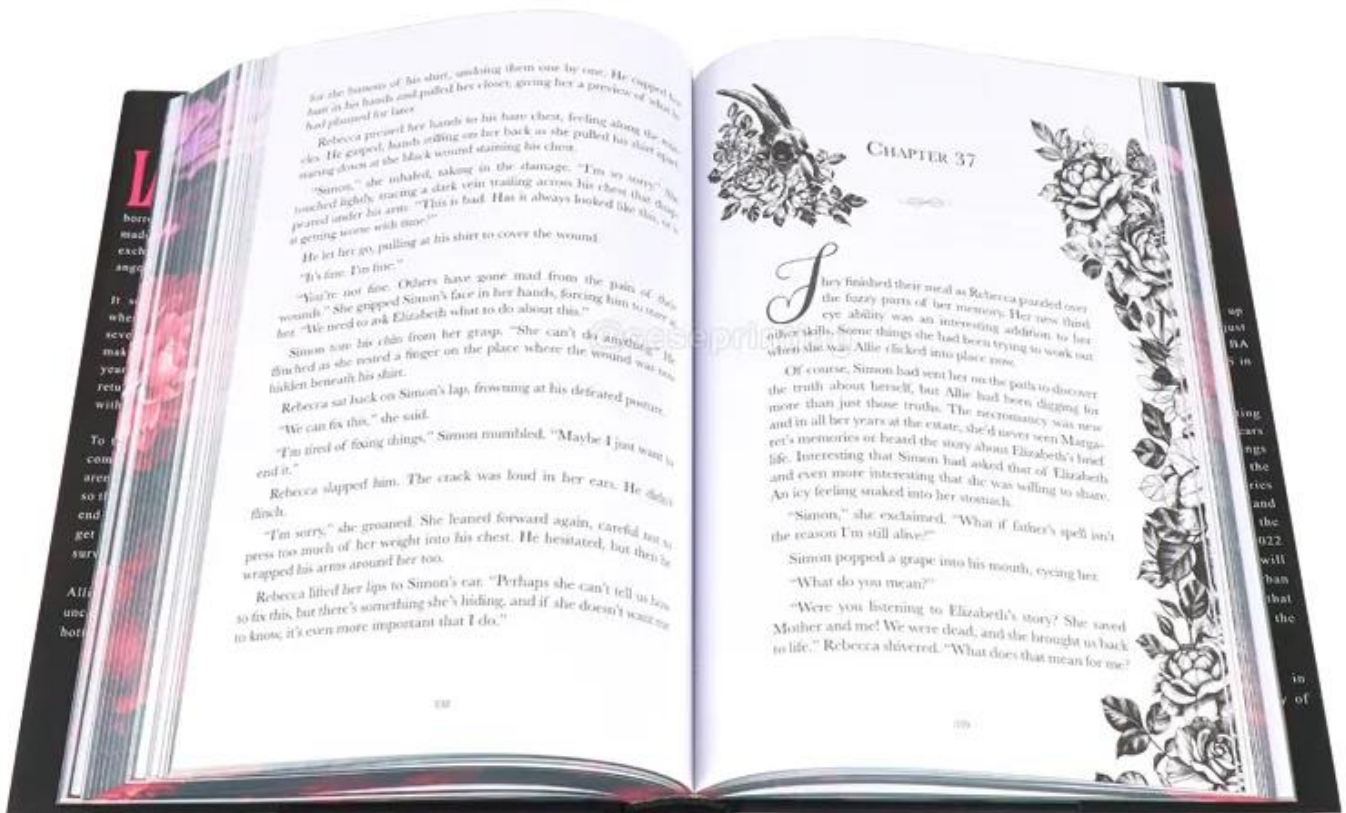 for the buttons of his shirt, undoing them one by one. He cupped her
bum in his hands and pulled her closer, giving her a preview of what he
had planned for later.
Rebecca pressed her hands to his bare chest, feeling along the mus-
cles. He gasped, hands stilling on her back as she pulled his shirt apart,
staring down at the black wound staining his chest.
"Simon," she inhaled, taking in the damage. "I'm so sorry." She
touched lightly, tracing a dark vein trailing across his chest that disap-
peared under his arm. "This is bad. Has it always looked like this, or is
it getting worse with time?"
He let her go, pulling at his shirt to cover the wound.
"It's fine. I'm fine."
"You're not fine. Others have gone mad from the pain of their
wounds." She gripped Simon's face in her hands, forcing him to stare at
her. "We need to ask Elizabeth what to do about this."
Simon tore his chin from her grasp. "She can't do anything." He
flinched as she rested a finger on the place where the wound was now
hidden beneath his shirt.
Rebecca sat back on Simon's lap, frowning at his defeated posture.
"We can fix this," she said.
"I'm tired of fixing things," Simon mumbled. "Maybe I just want to
end it."
Rebecca slapped him. The crack was loud in her ears. He didn't
flinch.
"I'm sorry," she groaned. She leaned forward again, careful not to
press too much of her weight into his chest. He hesitated, but then he
wrapped his arms around her too.
Rebecca lifted her lips to Simon's ear. "Perhaps she can't tell us how
to fix this, but there's something she's hiding, and if she doesn't want me
to know, it's even more important that I do."
CHAPTER 37
They finished their meal as Rebecca puzzled over
the fuzzy parts of her memory. Her new third
eye ability was an interesting addition to her
other skills. Some things she had been trying to work out
when she was Allie clicked into place now.
Of course, Simon had sent her on the path to discover
the truth about herself, but Allie had been digging for
more than just those truths. The necromancy was new
and in all her years at the estate, she'd never seen Marga-
ret's memories or heard the story about Elizabeth's brief
life. Interesting that Simon had asked that of Elizabeth
and even more interesting that she was willing to share.
An icy feeling snaked into her stomach.
"Simon," she exclaimed. "What if father's spell isn't
the reason I'm still alive?"
Simon popped a grape into his mouth, eyeing her.
"What do you mean?"
"Were you listening to Elizabeth's story? She saved
Mother and me! We were dead, and she brought us back
to life." Rebecca shivered. "What does that mean for me?